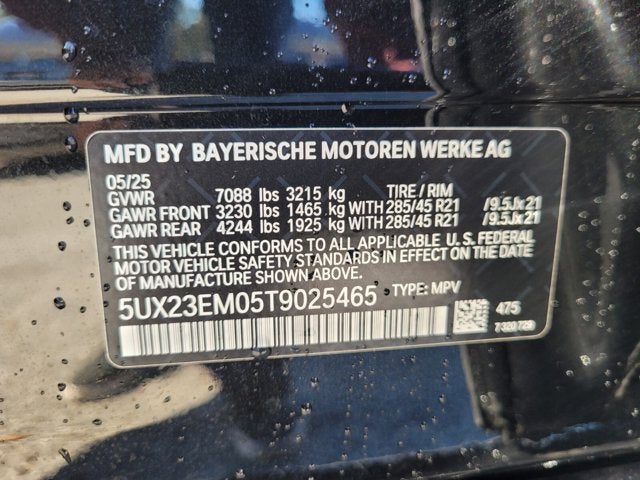 MFD BY BAYERISCHE MOTOREN WERKE AG
05/25
GVWR 7088 lbs 3215 kg TIRE / RIM
GAWR FRONT 3230 lbs 1465 kg WITH 285/45 R21 /9.5Jx21
GAWR REAR 4244 lbs 1925 kg WITH 285/45 R21 /9.5Jx21
THIS VEHICLE CONFORMS TO ALL APPLICABLE U.S. FEDERAL
MOTOR VEHICLE SAFETY STANDARDS IN EFFECT ON THE DATE
OF MANUFACTURE SHOWN ABOVE.
5UX23EM05T9025465 TYPE: MPV
475
7 320 729